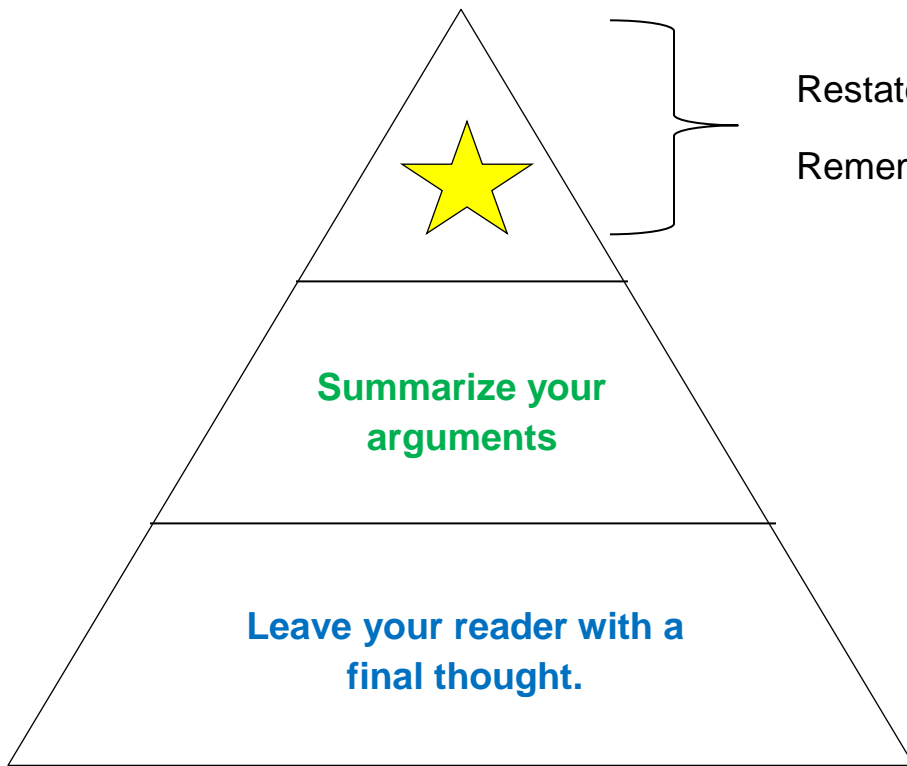 Restate
Summarize your
arguments
Leave your reader with a
final thought.